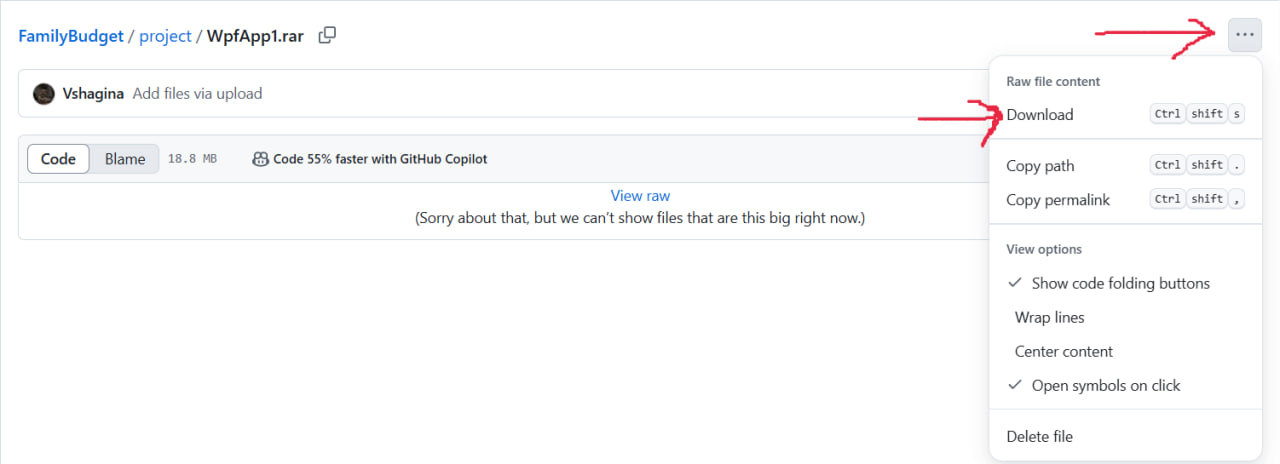 FamilyBudget / project / WpfApp1.rar
Vshagina Add files via upload
Code Blame 18.8 MB Code 55% faster with GitHub Copilot
View raw
(Sorry about that, but we can’t show files that are this big right now.)
Raw file content
Download Ctrl shift s
Copy path Ctrl shift .
Copy permalink Ctrl shift ,
View options
Show code folding buttons
Wrap lines
Center content
Open symbols on click
Delete file